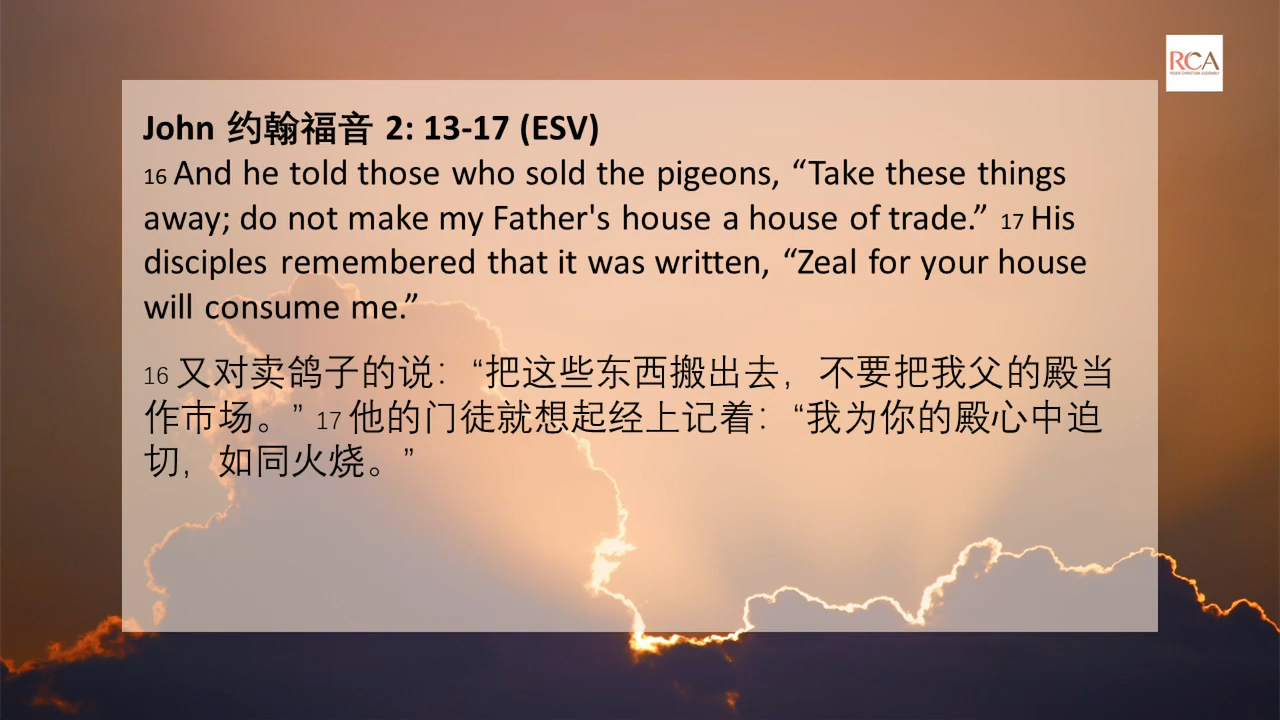 RCA
RISEN CHRISTIAN ASSEMBLY
John 约翰福音 2: 13-17 (ESV)
16 And he told those who sold the pigeons, “Take these things
away; do not make my Father's house a house of trade.” 17 His
disciples remembered that it was written, “Zeal for your house
will consume me.”
16 又对卖鸽子的说：“把这些东西搬出去，不要把我父的殿当
作市场。” 17 他的门徒就想起经上记着：“我为你的殿心中迫
切，如同火烧。”